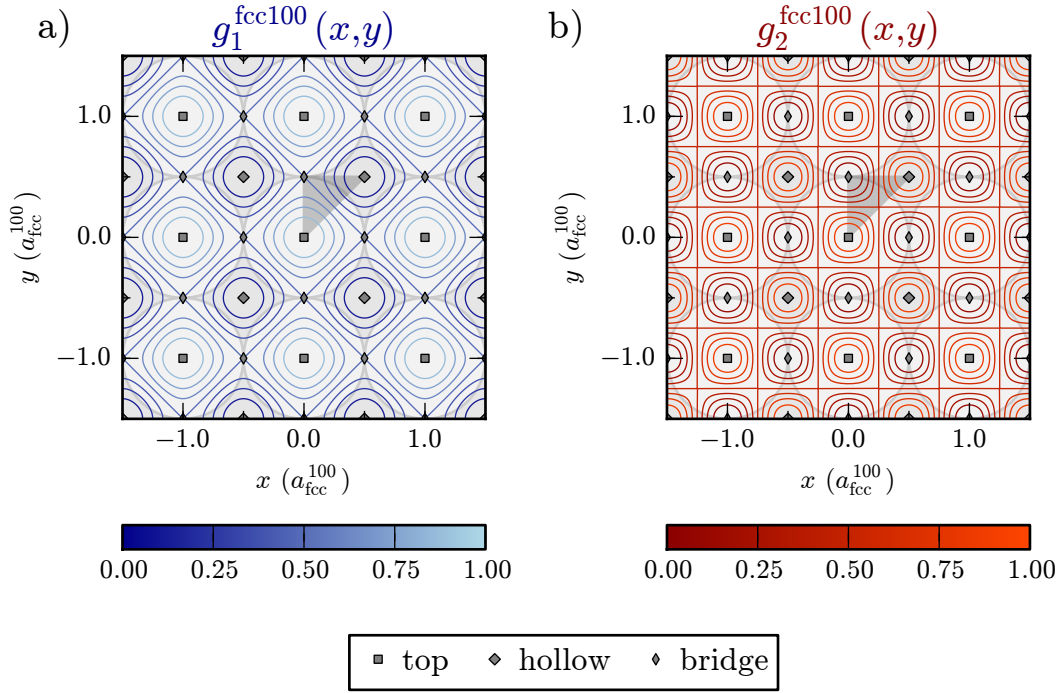 a) g₁^fcc100 (x,y) b) g₂^fcc100 (x,y)
1.0 1.0
y (a_fcc^100) 0.0 y (a_fcc^100) 0.0
−1.0 −1.0
−1.0 0.0 1.0 −1.0 0.0 1.0
x (a_fcc^100) x (a_fcc^100)
0.00 0.25 0.50 0.75 1.00 0.00 0.25 0.50 0.75 1.00
top hollow bridge